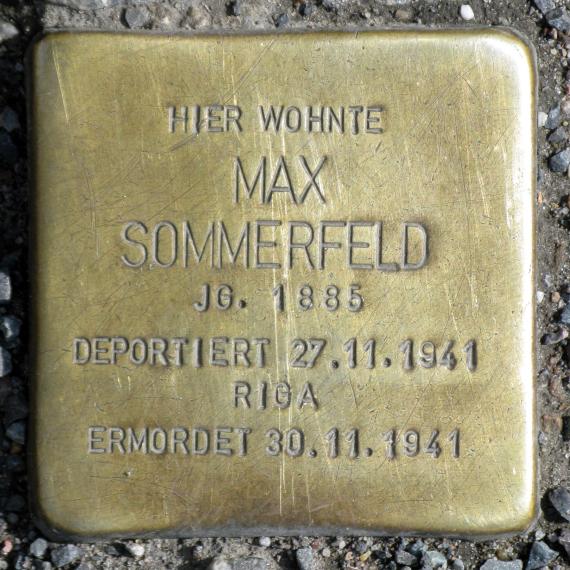 HIER WOHNTE
MAX
SOMMERFELD
JG. 1885
DEPORTIERT 27.11.1941
RIGA
ERMORDET 30.11.1941